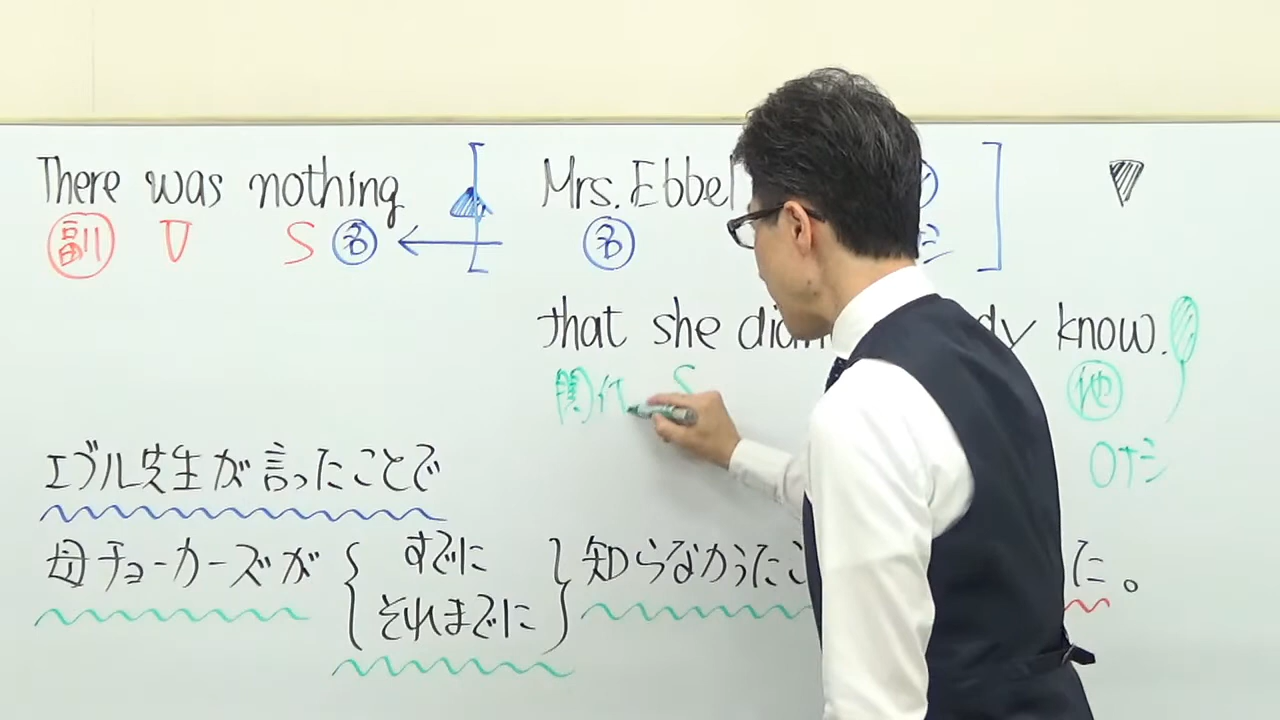 There was nothing Mrs. Ebbel
副 V S 名 名
that she did dy know.
関代 S 他
Oナシ
エブル先生が言ったことで
母チョーカーズが すでに 知らなかったこ た。
それまでに